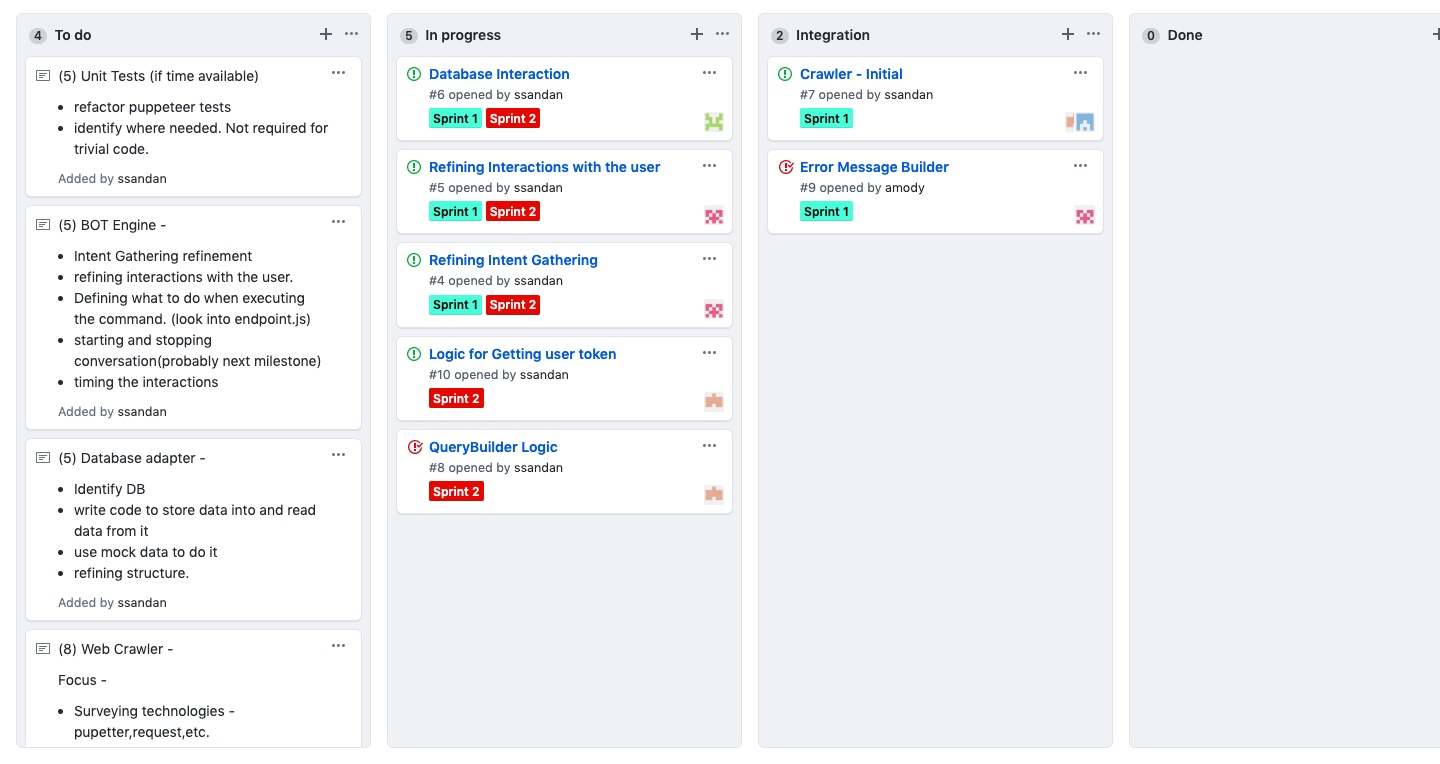 4 To do
(5) Unit Tests (if time available)
refactor puppeteer tests
identify where needed. Not required for
trivial code.
Added by ssandan
(5) BOT Engine -
Intent Gathering refinement
refining interactions with the user.
Defining what to do when executing
the command. (look into endpoint.js)
starting and stopping
conversation(probably next milestone)
timing the interactions
Added by ssandan
(5) Database adapter -
Identify DB
write code to store data into and read
data from it
use mock data to do it
refining structure.
Added by ssandan
(8) Web Crawler -
Focus -
Surveying technologies -
pupetter,request,etc.
5 In progress
Database Interaction
#6 opened by ssandan
Sprint 1 Sprint 2
Refining Interactions with the user
#5 opened by ssandan
Sprint 1 Sprint 2
Refining Intent Gathering
#4 opened by ssandan
Sprint 1 Sprint 2
Logic for Getting user token
#10 opened by ssandan
Sprint 2
QueryBuilder Logic
#8 opened by ssandan
Sprint 2
2 Integration
Crawler - Initial
#7 opened by ssandan
Sprint 1
Error Message Builder
#9 opened by amody
Sprint 1
0 Done